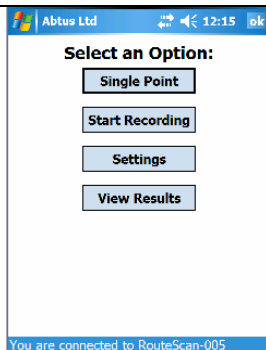 Abtus Ltd 12:15 ok
Select an Option:
Single Point
Start Recording
Settings
View Results
You are connected to RouteScan-005